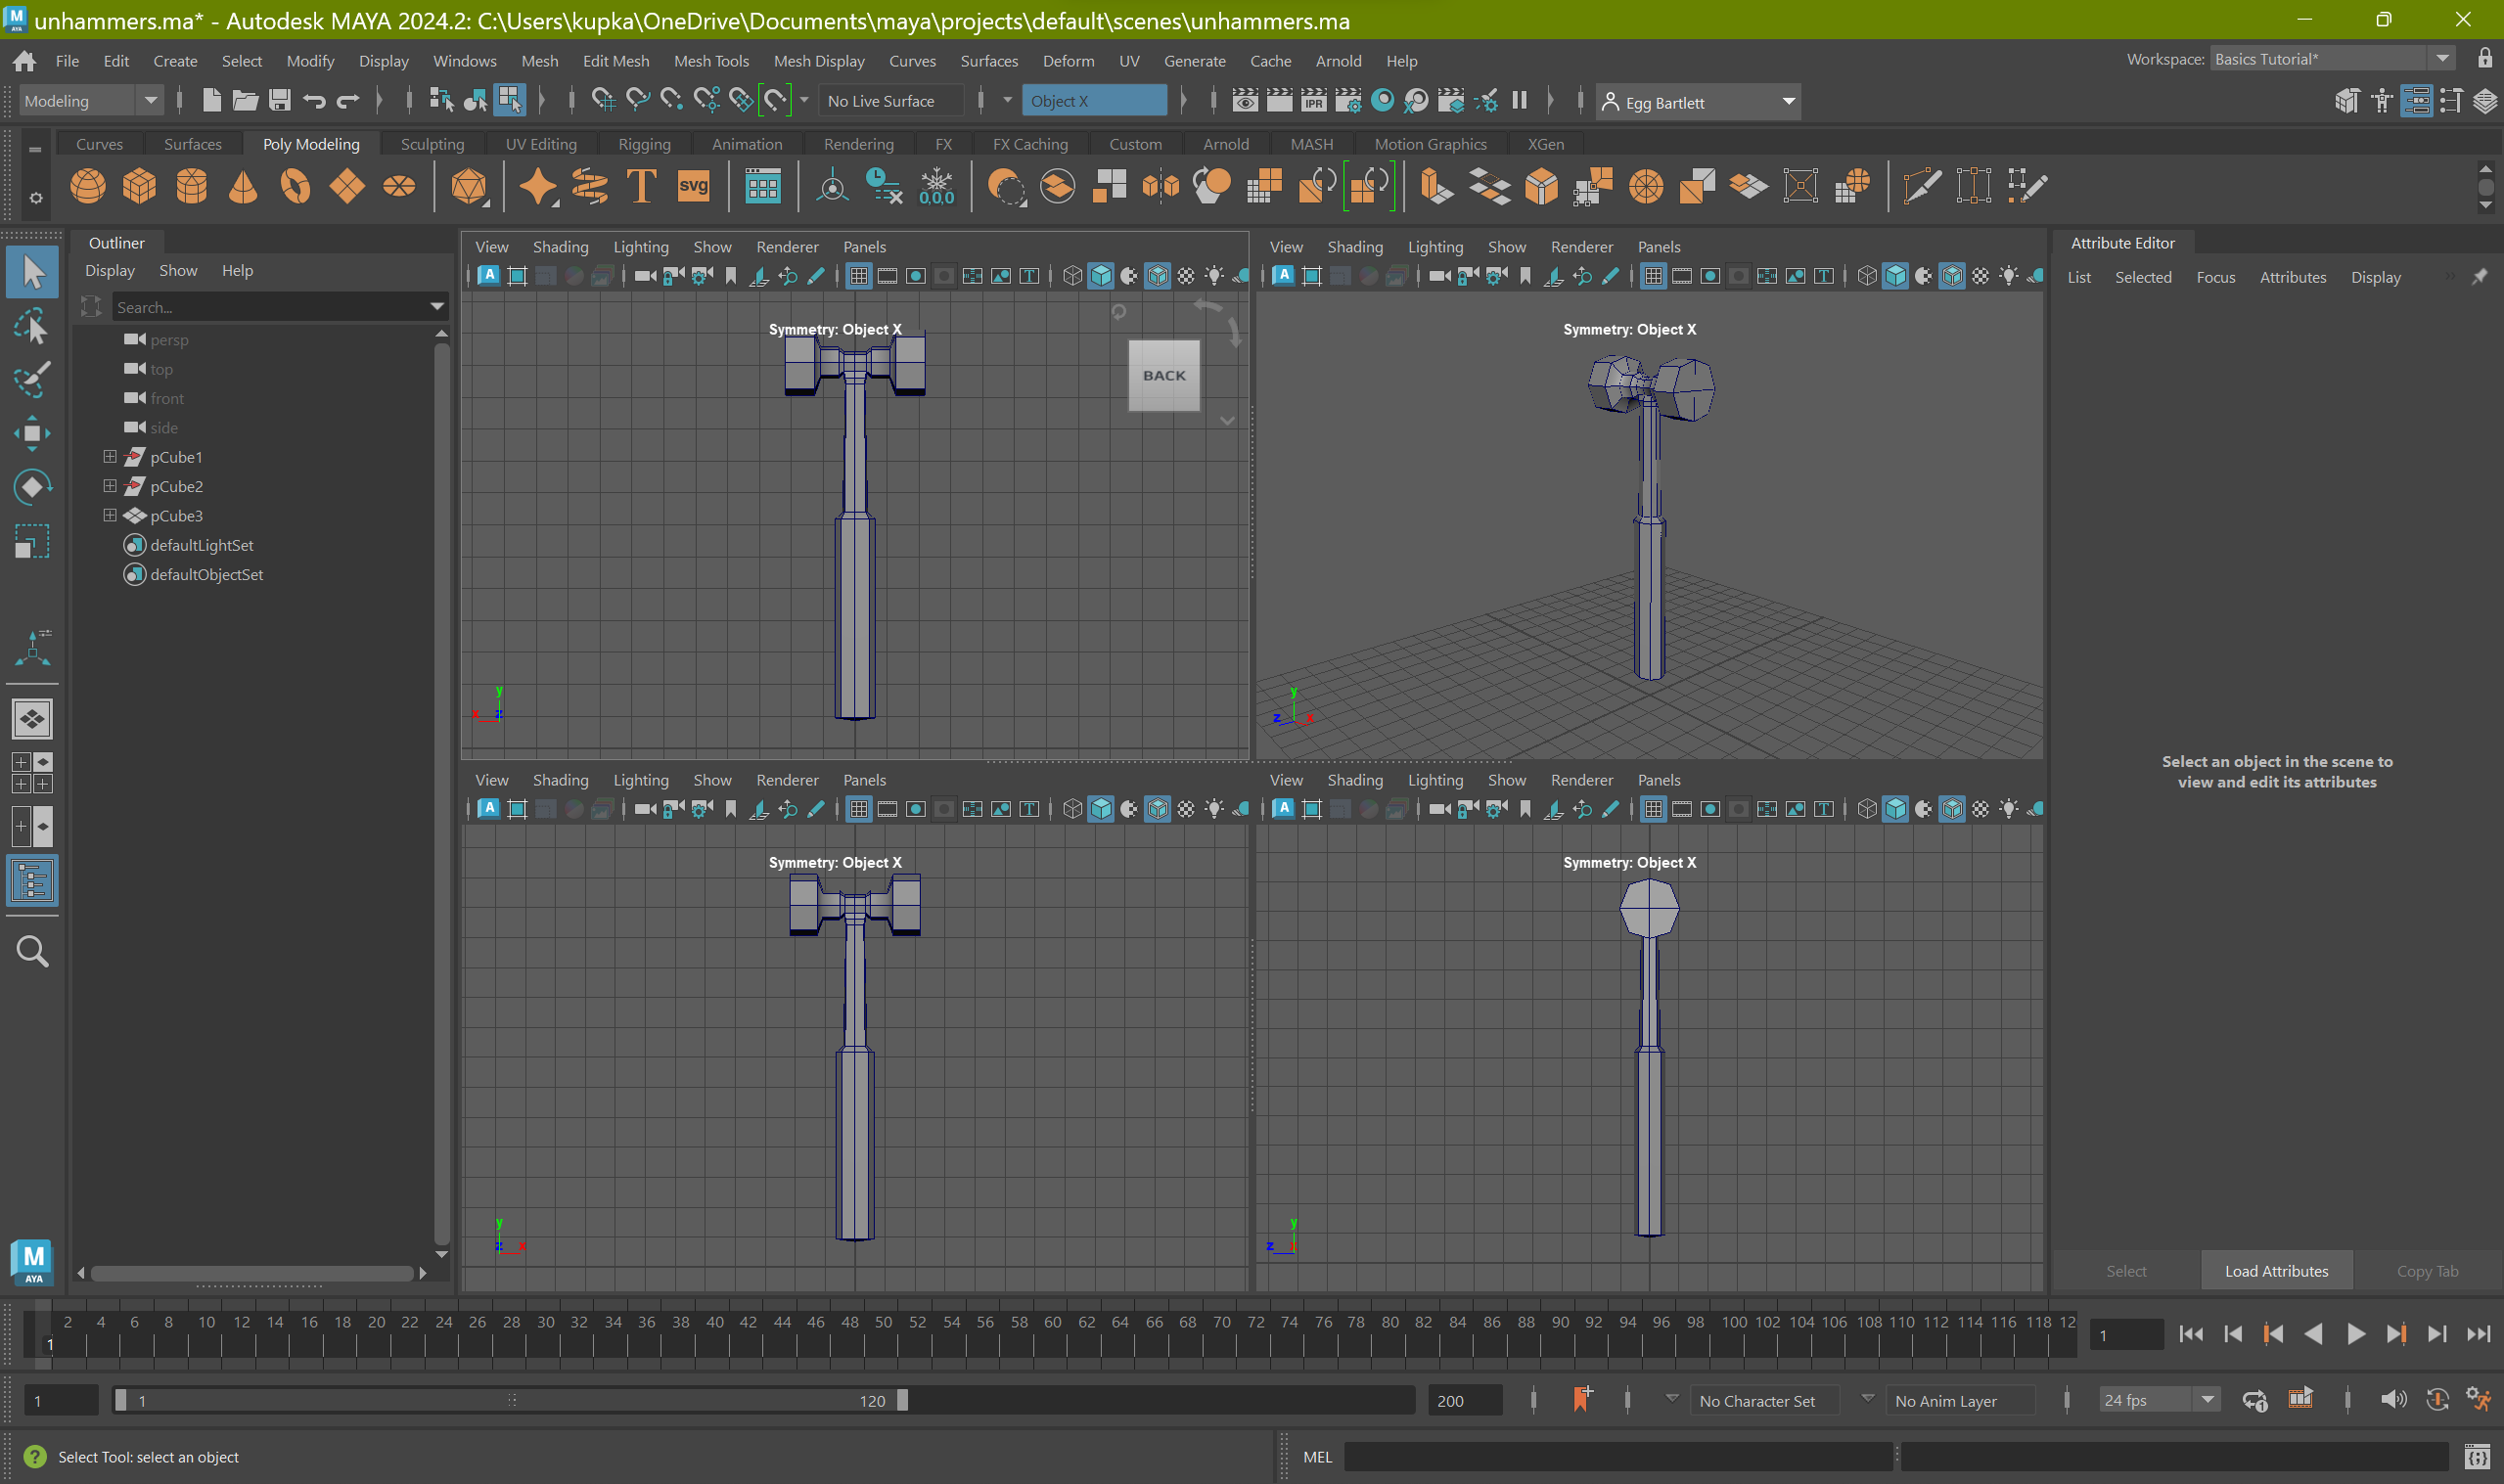 unhammers.ma* - Autodesk MAYA 2024.2: C:\Users\kupka\OneDrive\Documents\maya\projects\default\scenes\unhammers.ma
File Edit Create Select Modify Display Windows Mesh Edit Mesh Mesh Tools Mesh Display Curves Surfaces Deform UV Generate Cache Arnold Help Workspace: Basics Tutorial*
Modeling No Live Surface Object X IPR Egg Bartlett
Curves Surfaces Poly Modeling Sculpting UV Editing Rigging Animation Rendering FX FX Caching Custom Arnold MASH Motion Graphics XGen
T svg 0,0,0
Outliner
Display Show Help
Search...
persp
top
front
side
pCube1
pCube2
pCube3
defaultLightSet
defaultObjectSet
View Shading Lighting Show Renderer Panels
Symmetry: Object X
BACK
y
x z
View Shading Lighting Show Renderer Panels
Symmetry: Object X
y
z x
View Shading Lighting Show Renderer Panels
Symmetry: Object X
y
z x
View Shading Lighting Show Renderer Panels
Symmetry: Object X
y
z
Attribute Editor
List Selected Focus Attributes Display
Select an object in the scene to
view and edit its attributes
Select Load Attributes Copy Tab
M
AYA
2 4 6 8 10 12 14 16 18 20 22 24 26 28 30 32 34 36 38 40 42 44 46 48 50 52 54 56 58 60 62 64 66 68 70 72 74 76 78 80 82 84 86 88 90 92 94 96 98 100 102 104 106 108 110 112 114 116 118 12
1 1
1 1 120 200 No Character Set No Anim Layer 24 fps
Select Tool: select an object MEL